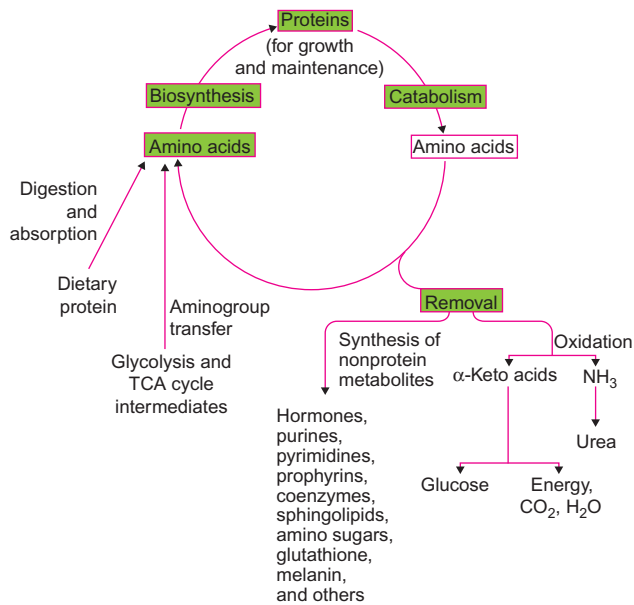 Proteins
(for growth
and maintenance)
Biosynthesis
Catabolism
Amino acids
Amino acids
Digestion
and
absorption
Dietary
protein
Aminogroup
transfer
Glycolysis and
TCA cycle
intermediates
Removal
Synthesis of
nonprotein
metabolites
Oxidation
α-Keto acids
NH₃
Urea
Hormones,
purines,
pyrimidines,
prophyrins,
coenzymes,
sphingolipids,
amino sugars,
glutathione,
melanin,
and others
Glucose
Energy,
CO₂, H₂O